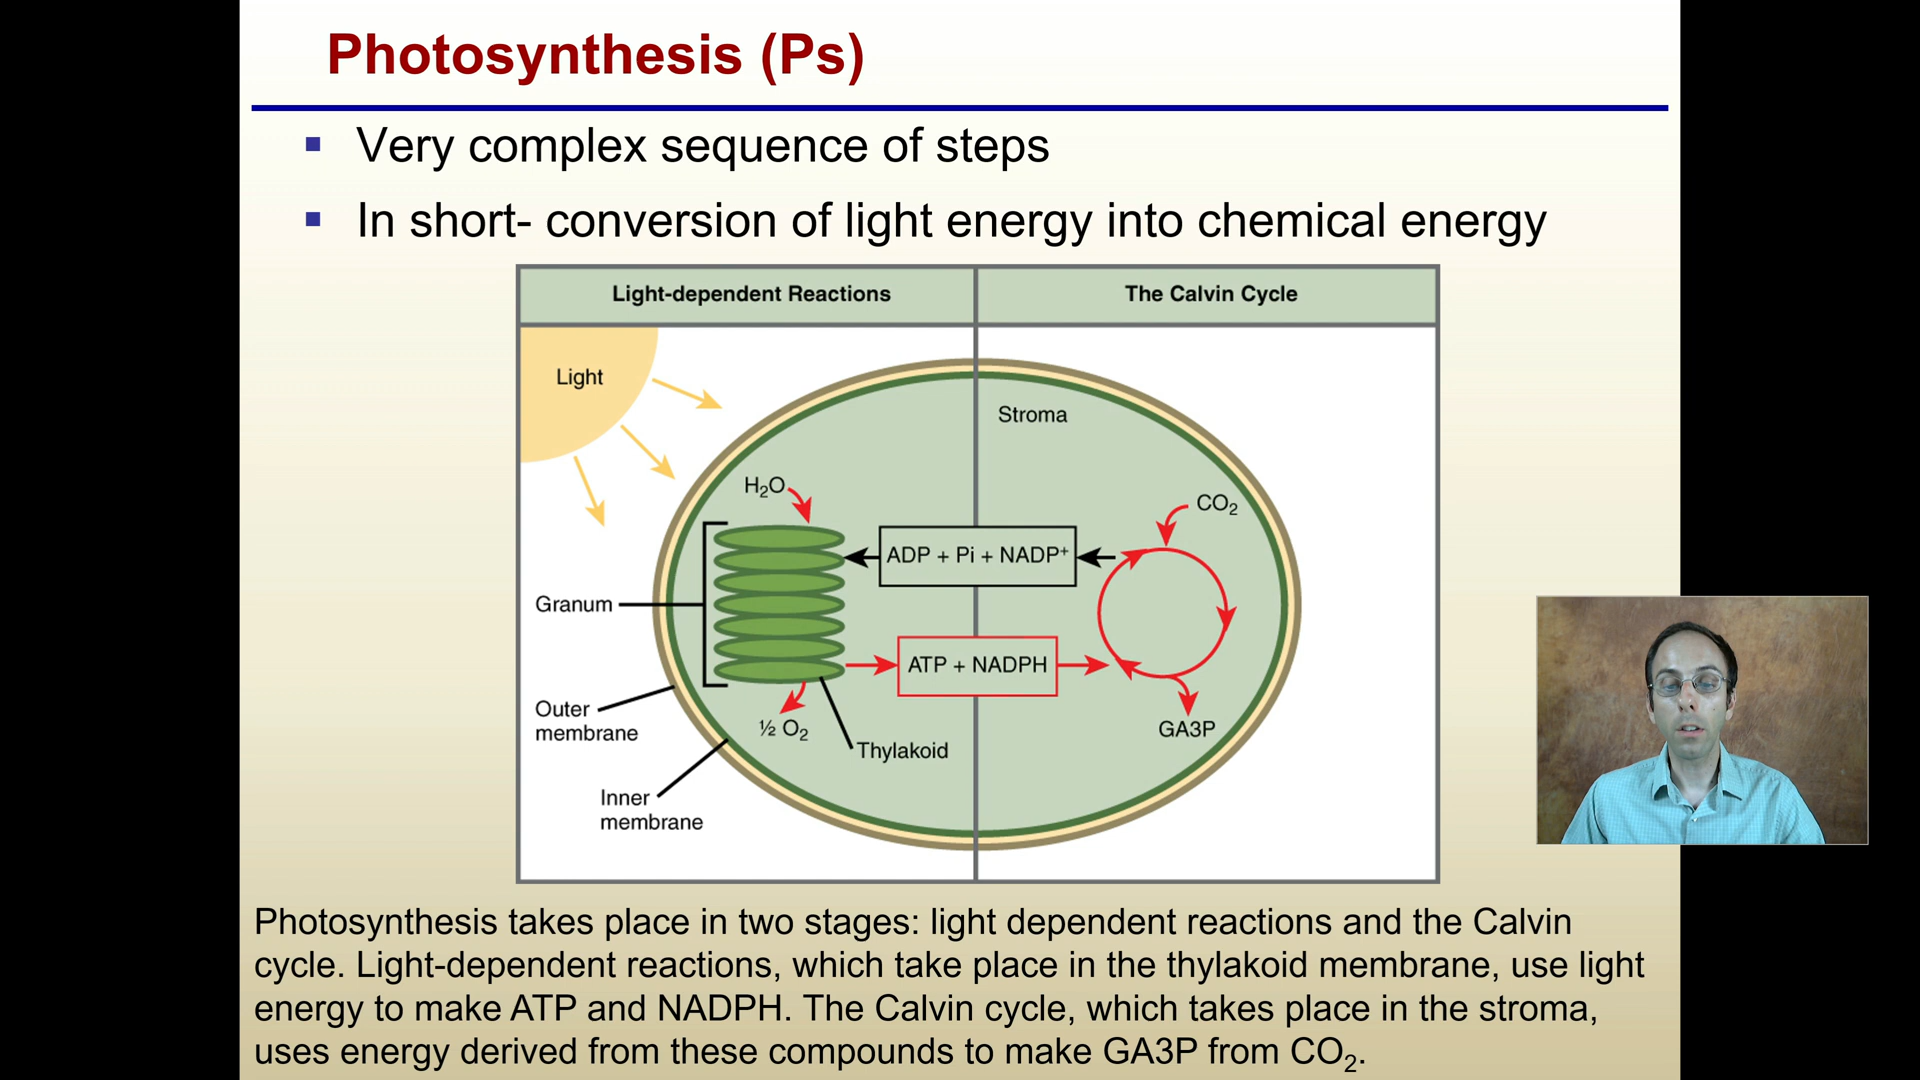 Photosynthesis (Ps)
▪ Very complex sequence of steps
▪ In short- conversion of light energy into chemical energy
Light-dependent Reactions
The Calvin Cycle
Light
Stroma
H₂O
CO₂
ADP + Pi + NADP⁺
Granum
ATP + NADPH
Outer
membrane
½ O₂
GA3P
Thylakoid
Inner
membrane
Photosynthesis takes place in two stages: light dependent reactions and the Calvin
cycle. Light-dependent reactions, which take place in the thylakoid membrane, use light
energy to make ATP and NADPH. The Calvin cycle, which takes place in the stroma,
uses energy derived from these compounds to make GA3P from CO₂.